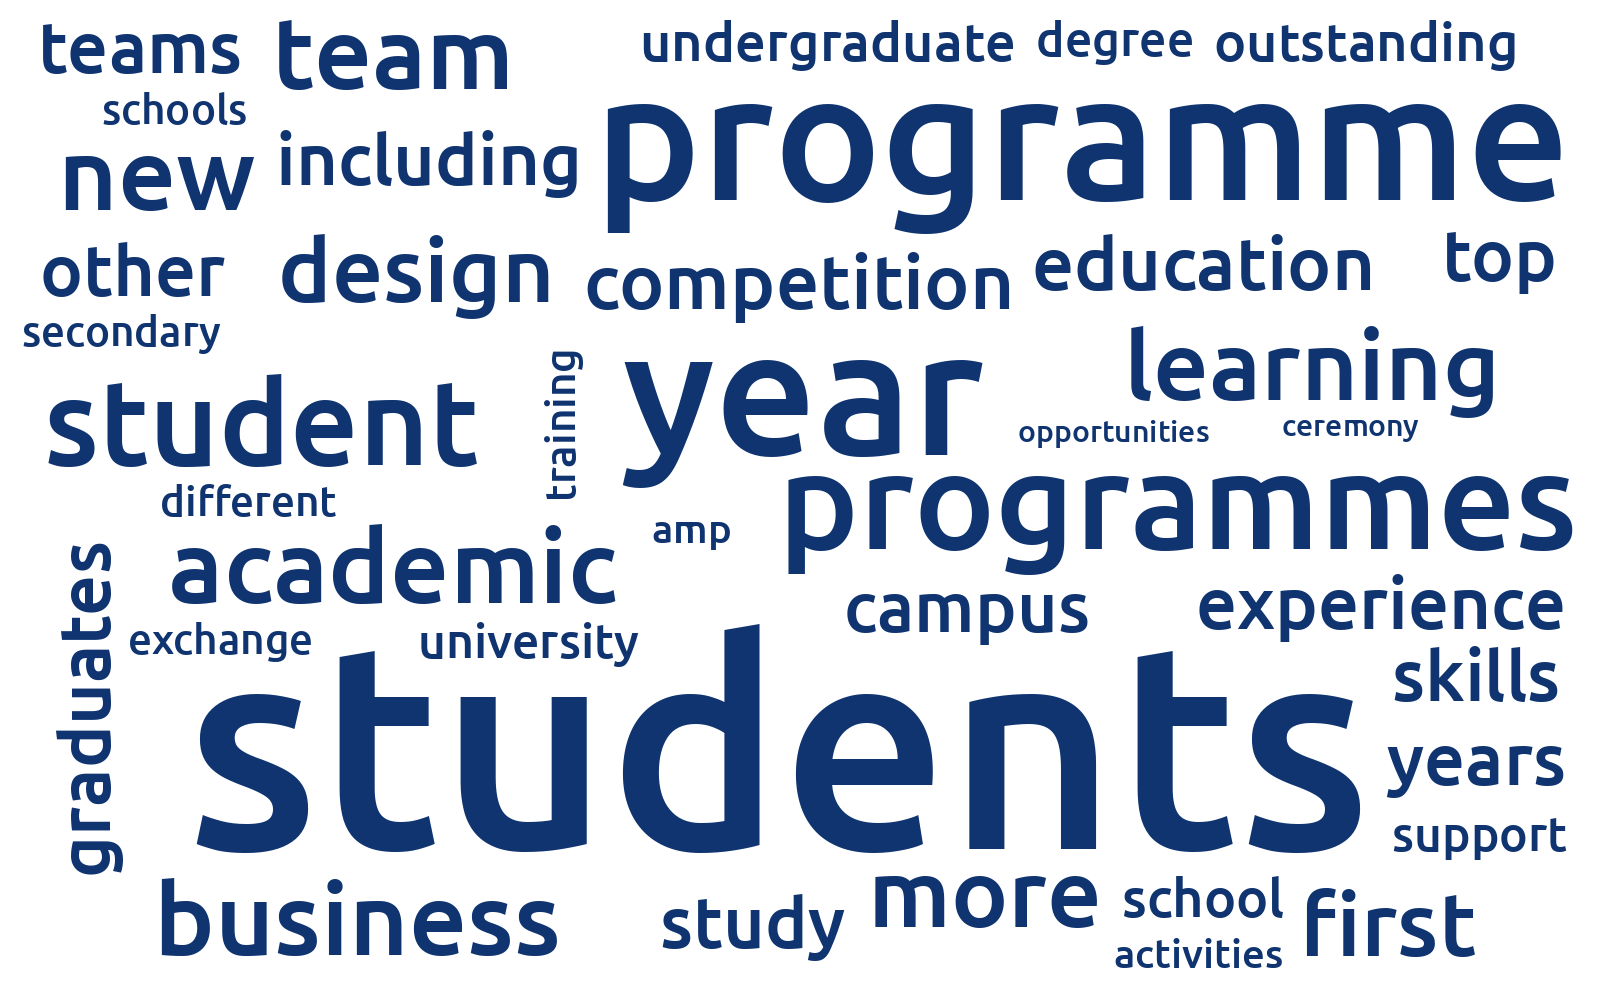 teams
team
undergraduate
degree
outstanding
schools
programme
new
including
other
design
competition
education
top
secondary
student
training
year
learning
opportunities
ceremony
different
academic
amp
programmes
graduates
exchange
university
campus
experience
students
skills
years
support
business
study
more
school
first
activities